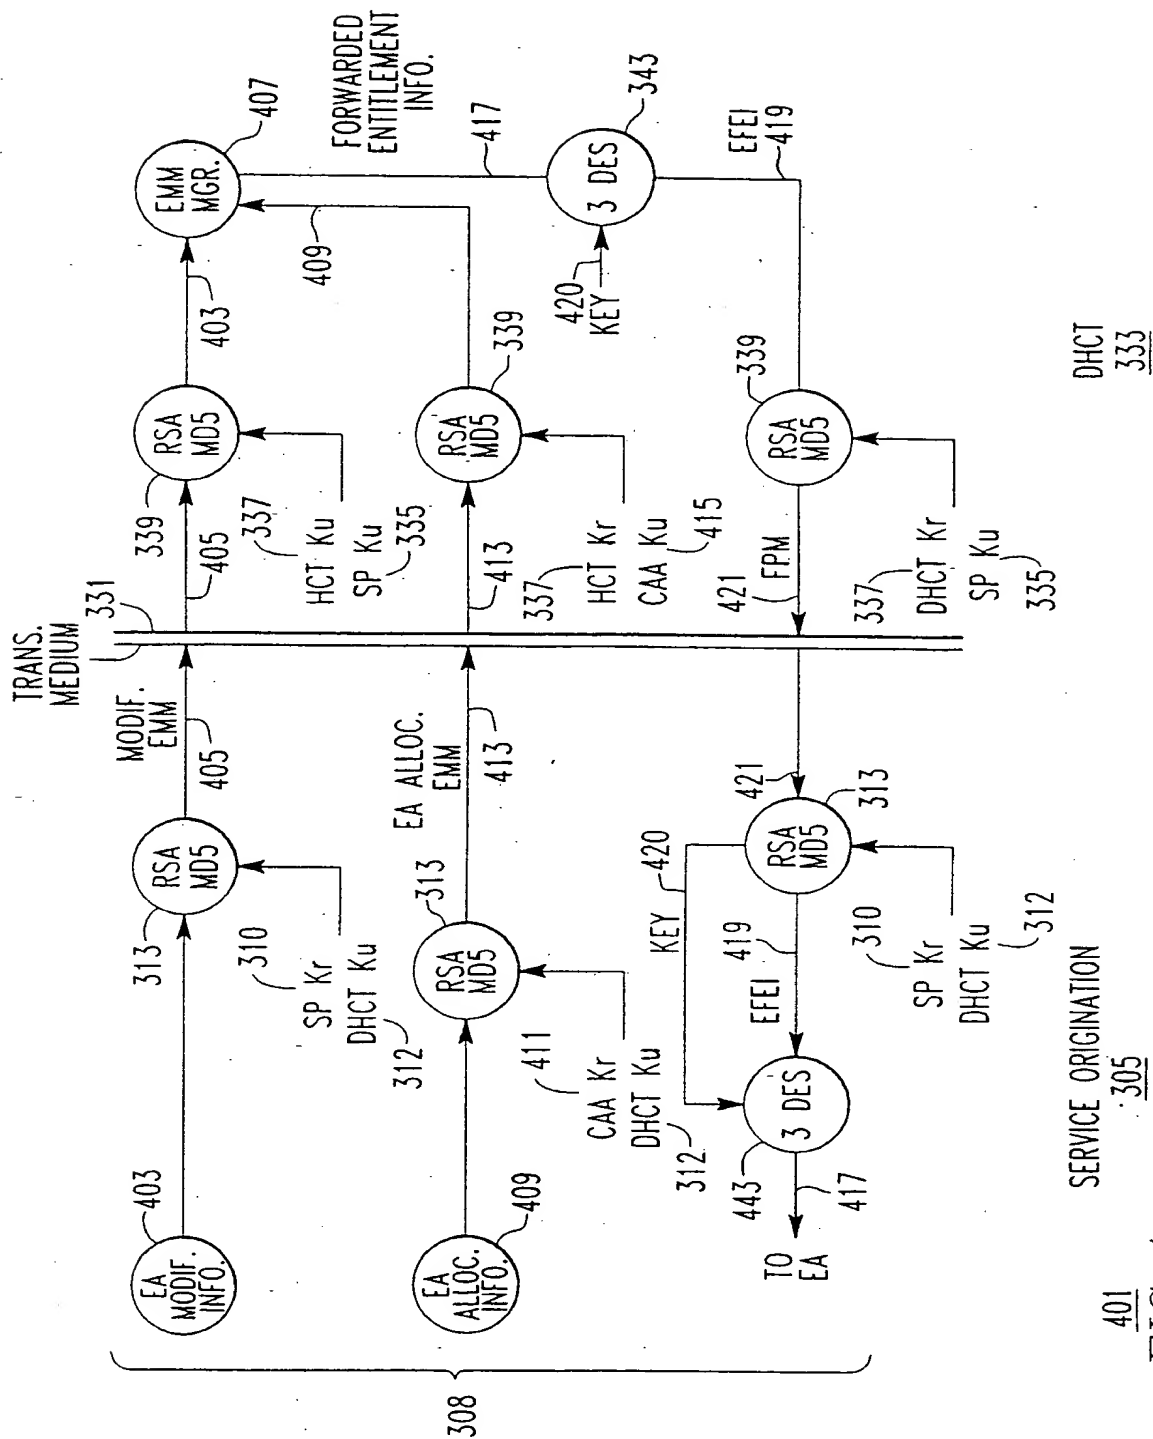 308
EA
MODIF.
INFO.
403
313
RSA
MD5
310
SP Kr
DHCT Ku
312
MODIF.
EMM
405
TRANS.
MEDIUM
331
405
339
RSA
MD5
337
HCT Ku
SP Ku
335
403
EMM
MGR.
407
409
FORWARDED
ENTITLEMENT
INFO.
417
EA
ALLOC.
INFO.
409
313
RSA
MD5
411
CAA Kr
DHCT Ku
312
EA ALLOC.
EMM
413
413
RSA
MD5
339
337
HCT Kr
CAA Ku
415
420
KEY
3 DES
343
EFEI
419
TO
EA
417
443
3 DES
KEY
420
EFEI
419
RSA
MD5
313
310
SP Kr
DHCT Ku
312
421
421
FPM
RSA
MD5
339
337
DHCT Kr
SP Ku
335
SERVICE ORIGINATION
305
DHCT
333
401